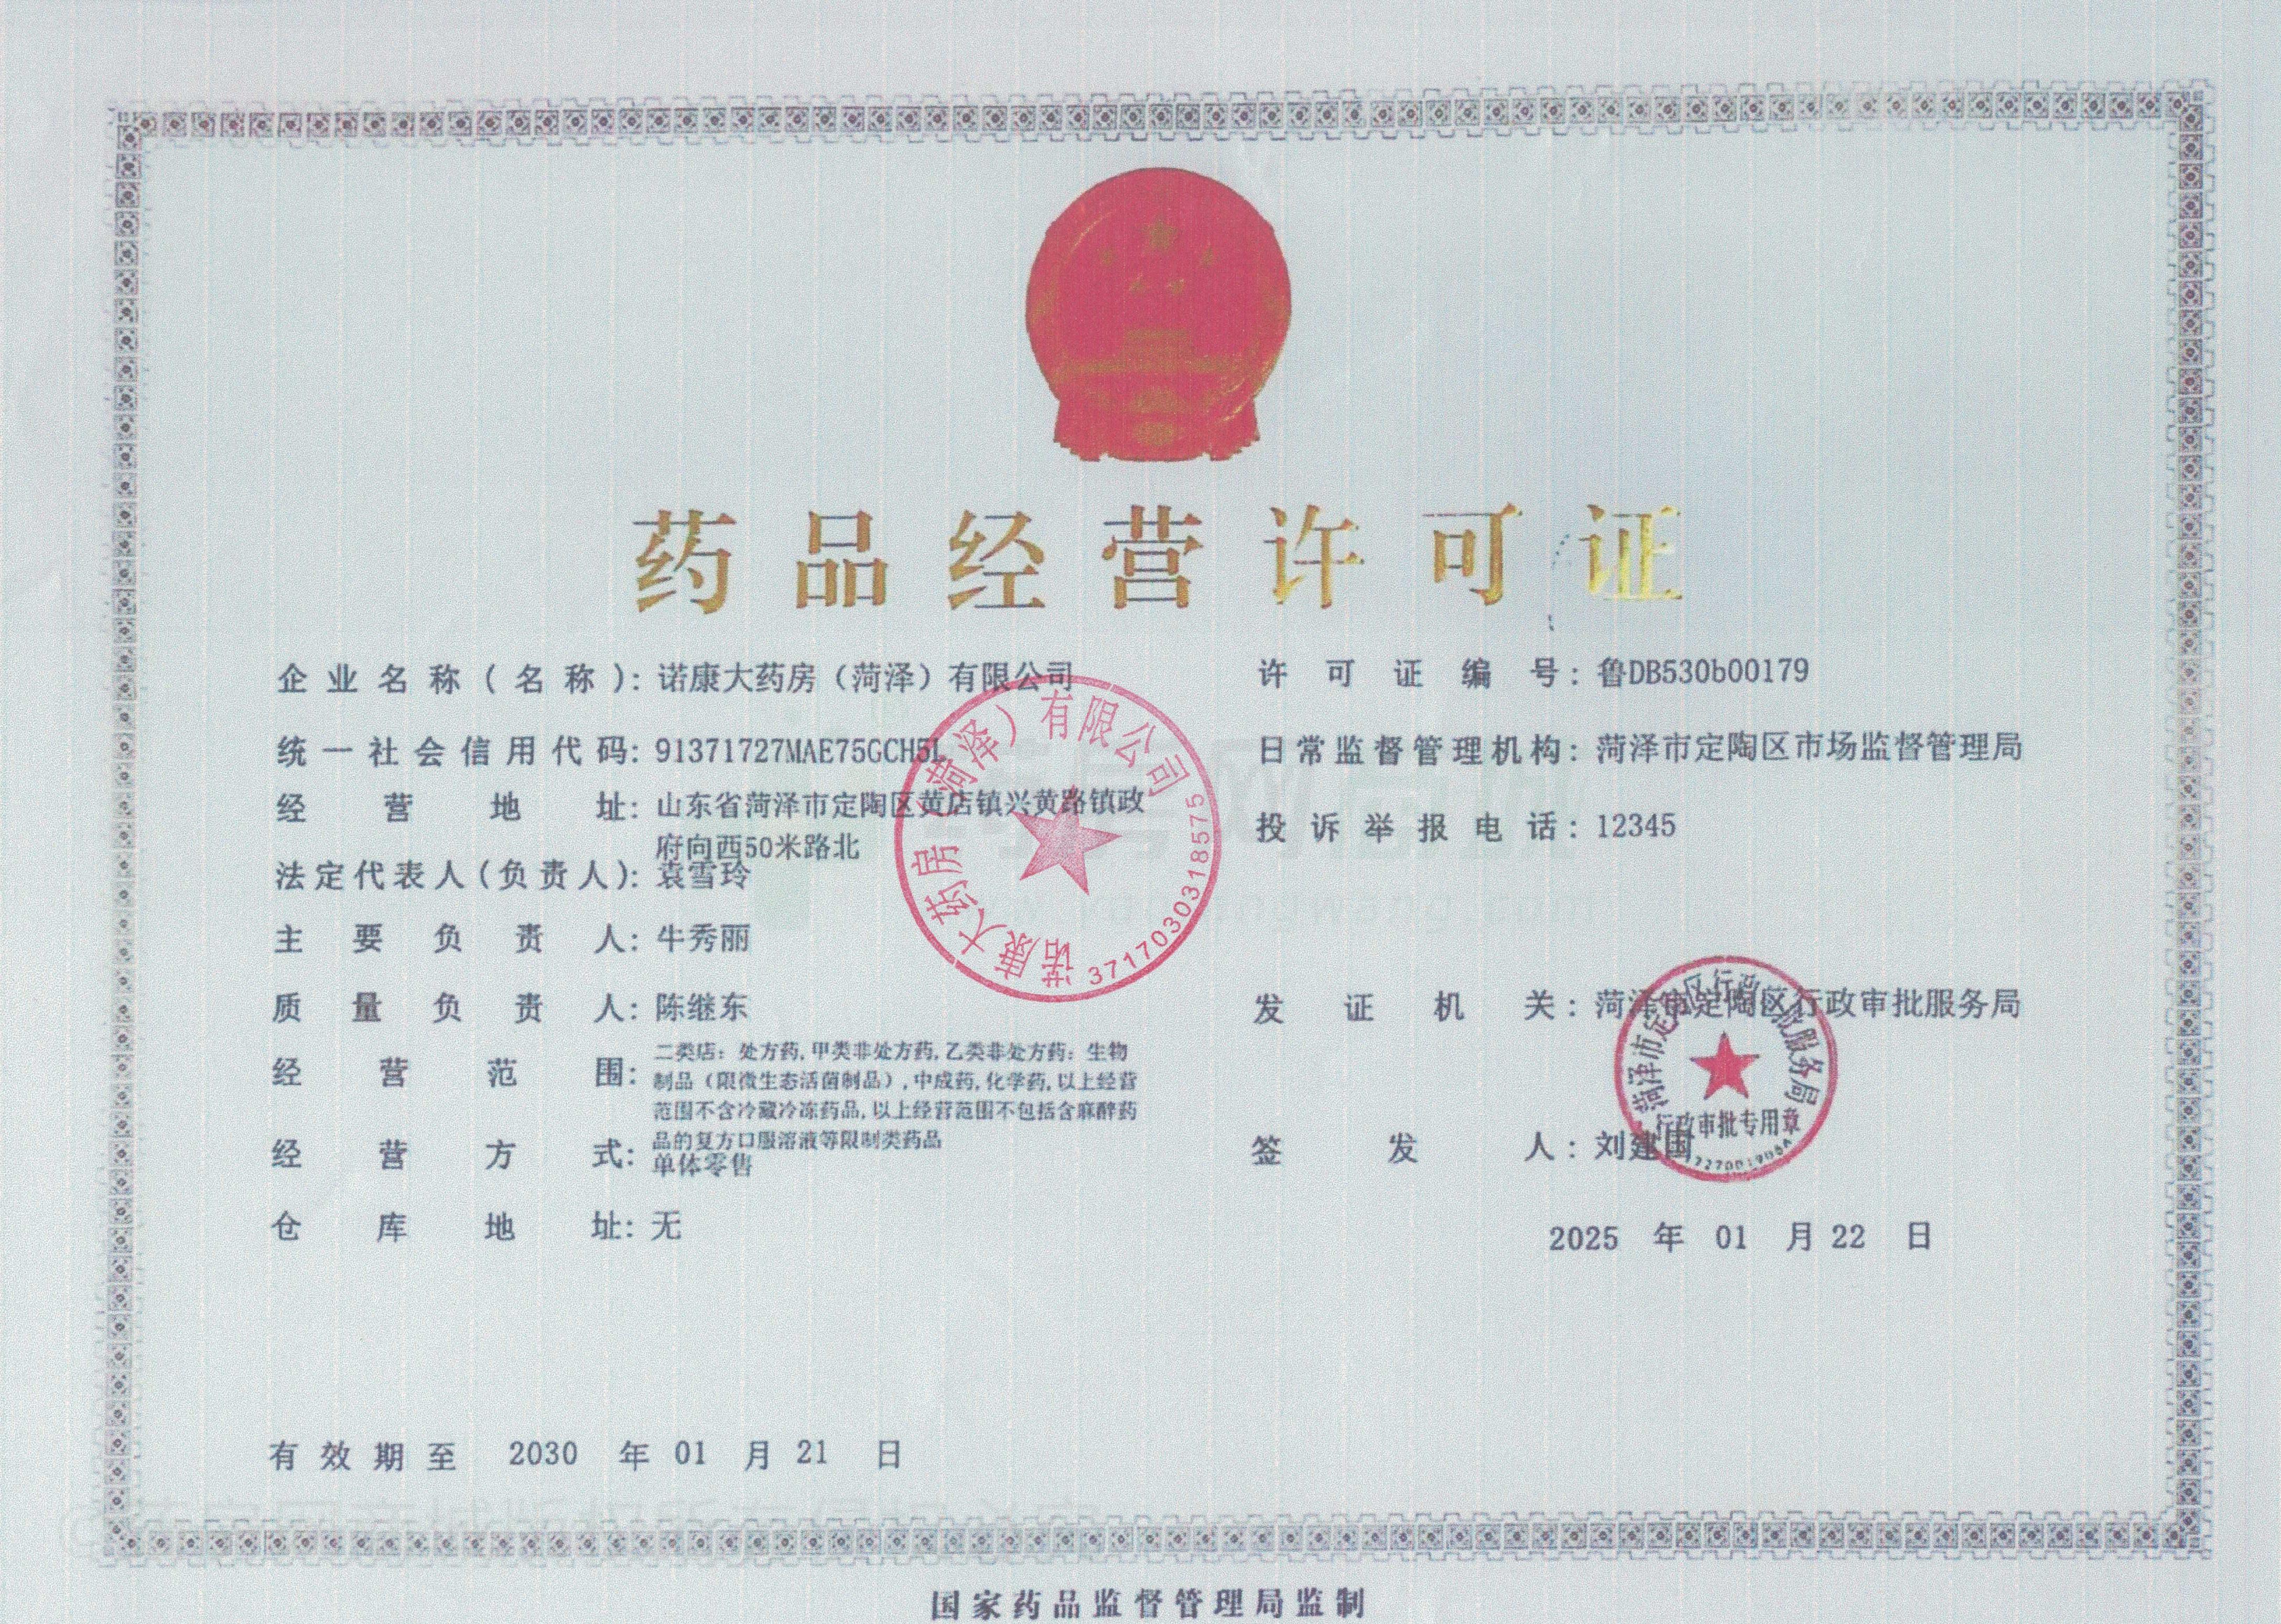 药品经营许可证
企业名称(名称): 诺康大药房（菏泽）有限公司
统一社会信用代码: 91371727MAE75GCH5L
经营地址: 山东省菏泽市定陶区黄店镇兴黄路镇政
府向西50米路北
法定代表人(负责人): 袁雪玲
主要负责人: 牛秀丽
质量负责人: 陈继东
经营范围: 二类店: 处方药,甲类非处方药,乙类非处方药: 生物
制品（限微生态活菌制品）,中成药,化学药,以上经营
范围不含冷藏冷冻药品,以上经营范围不包括含麻醉药
品的复方口服溶液等限制类药品
经营方式: 单体零售
仓库地址: 无
许可证编号: 鲁DB530b00179
日常监督管理机构: 菏泽市定陶区市场监督管理局
投诉举报电话: 12345
发证机关: 菏泽市定陶区行政审批服务局
签发人: 刘建国
2025 年 01 月 22 日
诺康大药房（菏泽）有限公司
3717030318575
菏泽市定陶区行政审批服务局
行政审批专用章
有效期至 2030 年 01 月 21 日
国家药品监督管理局监制